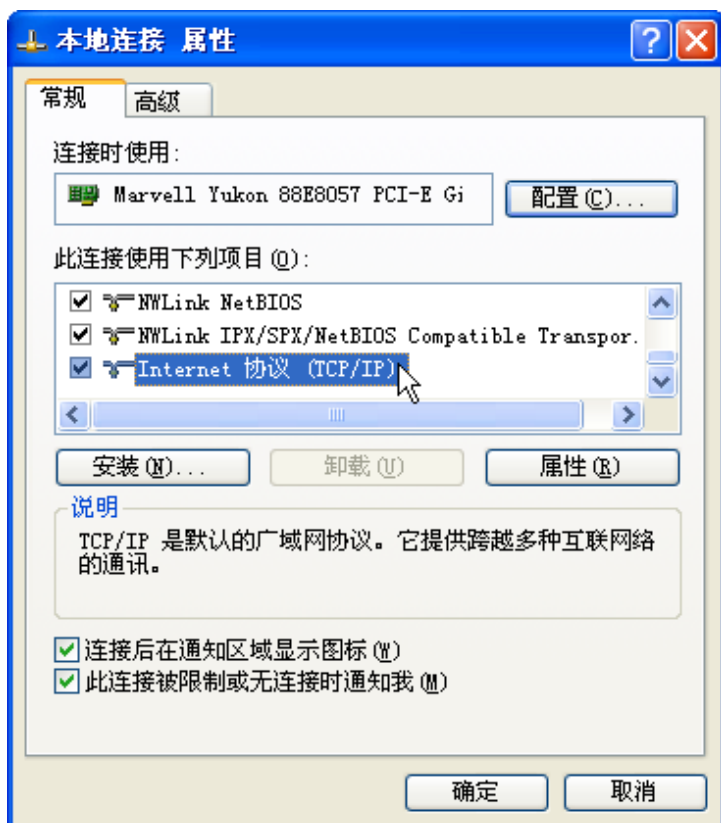 本地连接 属性
常规 高级
连接时使用:
Marvell Yukon 88E8057 PCI-E Gi 配置(C)...
此连接使用下列项目(O):
NWLink NetBIOS
NWLink IPX/SPX/NetBIOS Compatible Transpor.
Internet 协议 (TCP/IP)
安装(N)... 卸载(U) 属性(R)
说明
TCP/IP 是默认的广域网协议。它提供跨越多种互联网络
的通讯。
连接后在通知区域显示图标(W)
此连接被限制或无连接时通知我(M)
确定 取消